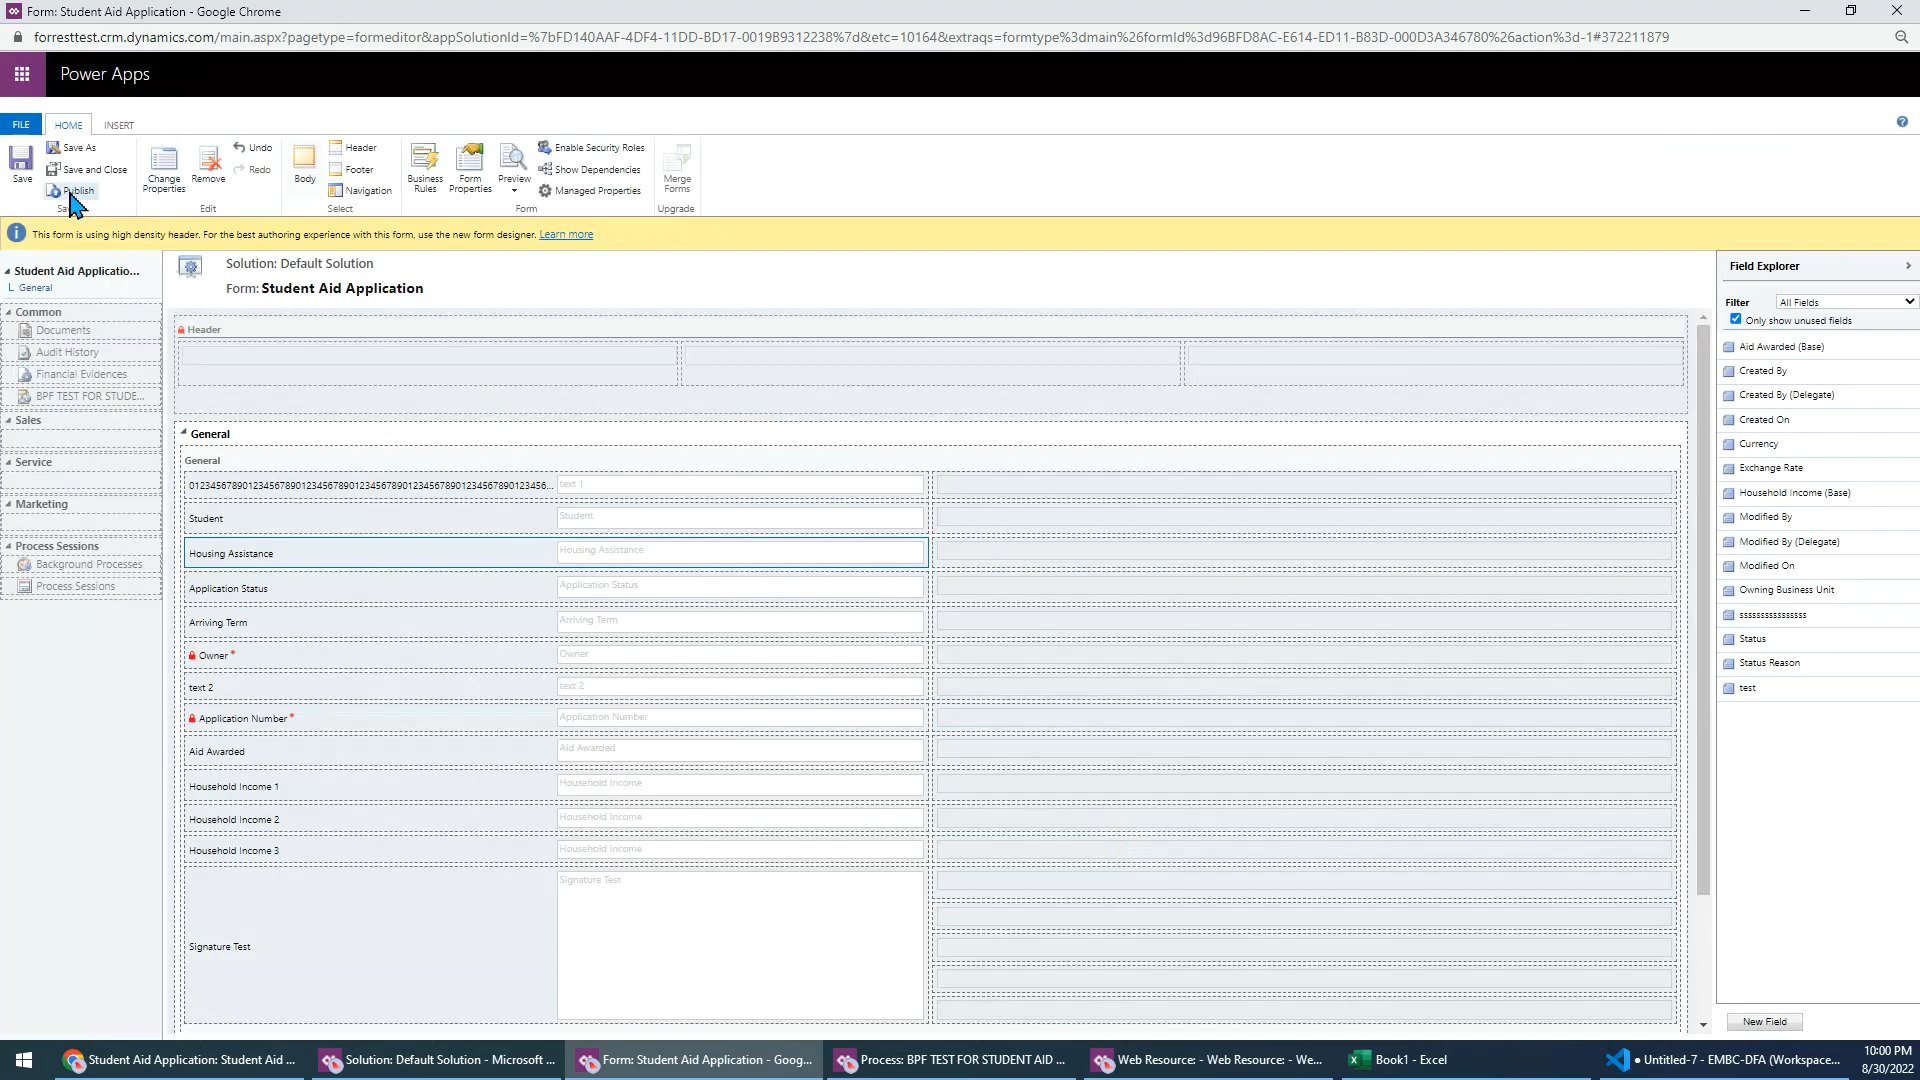 Form: Student Aid Application - Google Chrome
forresttest.crm.dynamics.com/main.aspx?pagetype=formeditor&appSolutionId=%7bFD140AAF-4DF4-11DD-BD17-0019B9312238%7d&etc=10164&extraqs=formtype%3dmain%26formId%3d96BFD8AC-E614-ED11-B83D-000D3A346780%26action%3d-1#372211879
Power Apps
FILE HOME INSERT
Save
Save As
Save and Close
Publish
Change Properties
Remove
Undo
Redo
Edit
Body
Header
Footer
Navigation
Select
Business Rules
Form Properties
Preview
Enable Security Roles
Show Dependencies
Managed Properties
Form
Merge Forms
Upgrade
This form is using high density header. For the best authoring experience with this form, use the new form designer. Learn more
Student Aid Applicatio...
General
Common
Documents
Audit History
Financial Evidences
BPF TEST FOR STUDE...
Sales
Service
Marketing
Process Sessions
Background Processes
Process Sessions
Solution: Default Solution
Form: Student Aid Application
Header
General
General
text 1
Student Student
Housing Assistance Housing Assistance
Application Status Application Status
Arriving Term Arriving Term
Owner * Owner
text 2 text 2
Application Number * Application Number
Aid Awarded Aid Awarded
Household Income 1 Household Income
Household Income 2 Household Income
Household Income 3 Household Income
Signature Test Signature Test
Field Explorer
Filter All Fields
Only show unused fields
Aid Awarded (Base)
Created By
Created By (Delegate)
Created On
Currency
Exchange Rate
Household Income (Base)
Modified By
Modified By (Delegate)
Modified On
Owning Business Unit
Status
Status Reason
test
New Field
Student Aid Application: Student Aid ...
Solution: Default Solution - Microsoft ...
Form: Student Aid Application - Goog...
Process: BPF TEST FOR STUDENT AID ...
Web Resource: - Web Resource: - We...
Book1 - Excel
● Untitled-7 - EMBC-DFA (Workspace...
10:00 PM
8/30/2022